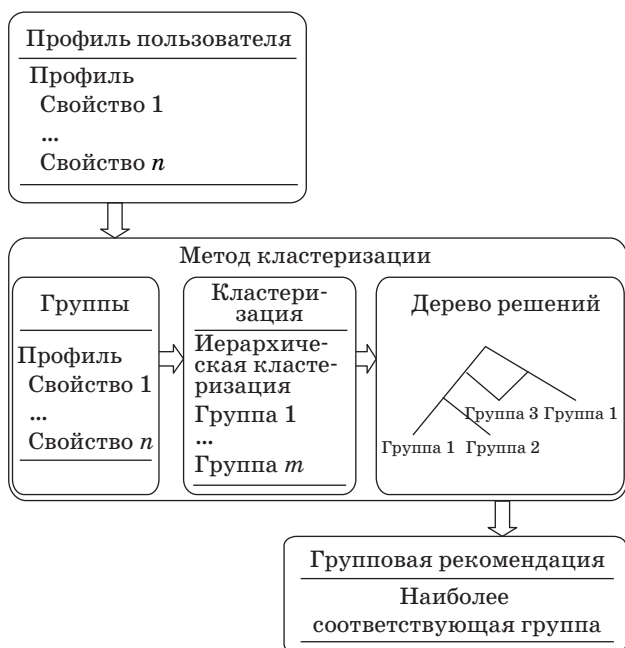 Профиль пользователя
Профиль
Свойство 1
...
Свойство n
Метод кластеризации
Группы
Профиль
Свойство 1
...
Свойство n
Кластери-
зация
Иерархиче-
ская класте-
ризация
Группа 1
...
Группа m
Дерево решений
Группа 3 Группа 1
Группа 1 Группа 2
Групповая рекомендация
Наиболее
соответствующая группа